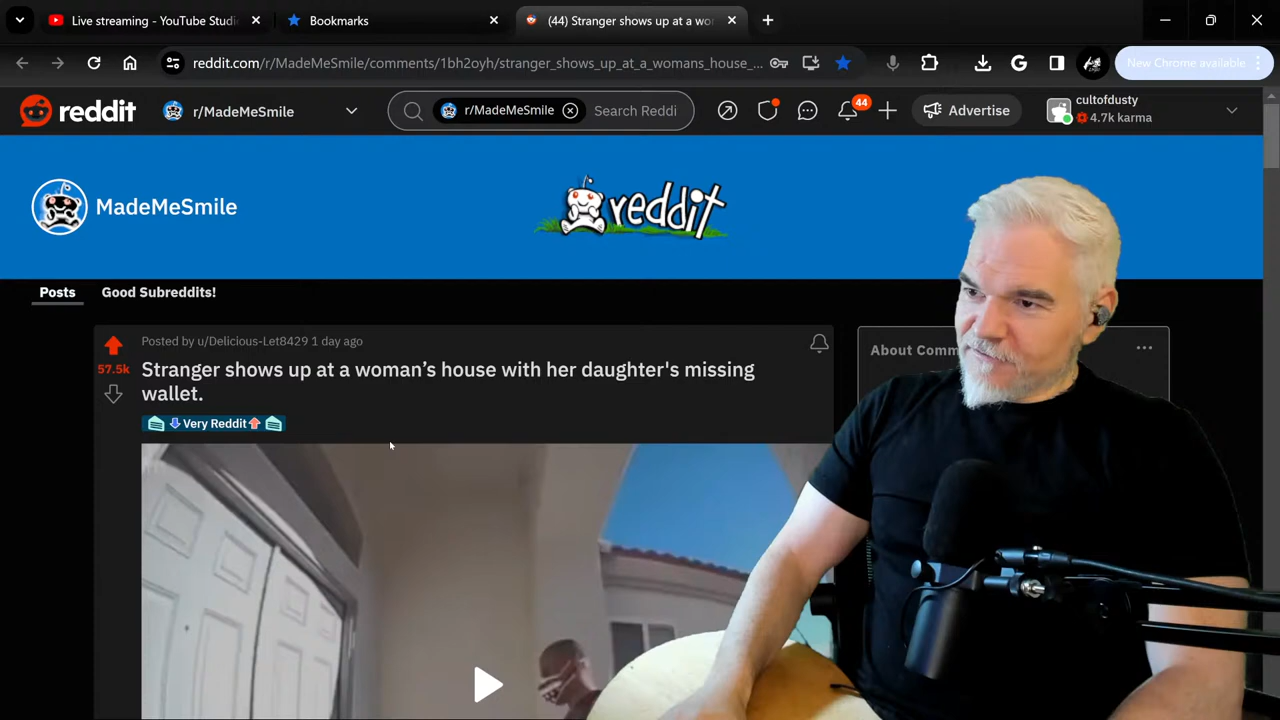 Live streaming - YouTube Studi
Bookmarks
(44) Stranger shows up at a wo
reddit.com/r/MadeMeSmile/comments/1bh2oyh/stranger_shows_up_at_a_womans_house_...
New Chrome available
reddit
r/MadeMeSmile
r/MadeMeSmile
Search Reddi
44
Advertise
cultofdusty
4.7k karma
MadeMeSmile
reddit
Posts
Good Subreddits!
Posted by u/Delicious-Let8429 1 day ago
57.5k
Stranger shows up at a woman’s house with her daughter's missing
wallet.
Very Reddit
About Comm